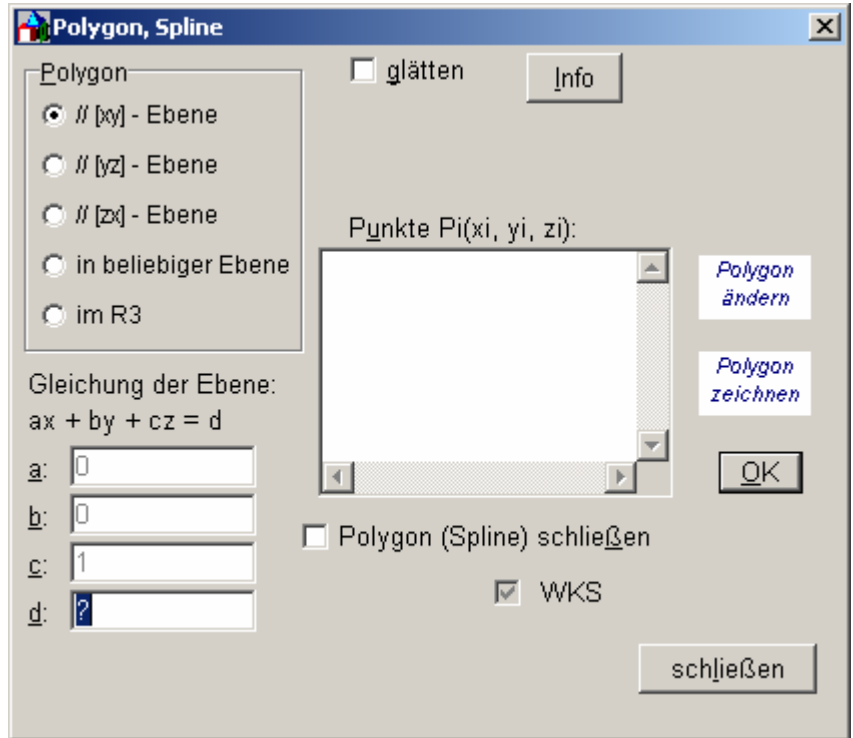 Polygon, Spline
Polygon
// [xy] - Ebene
// [yz] - Ebene
// [zx] - Ebene
in beliebiger Ebene
im R3
glätten
Info
Punkte Pi(xi, yi, zi):
Polygon
ändern
Polygon
zeichnen
OK
Gleichung der Ebene:
ax + by + cz = d
a: 0
b: 0
c: 1
d: ?
Polygon (Spline) schließen
WKS
schließen